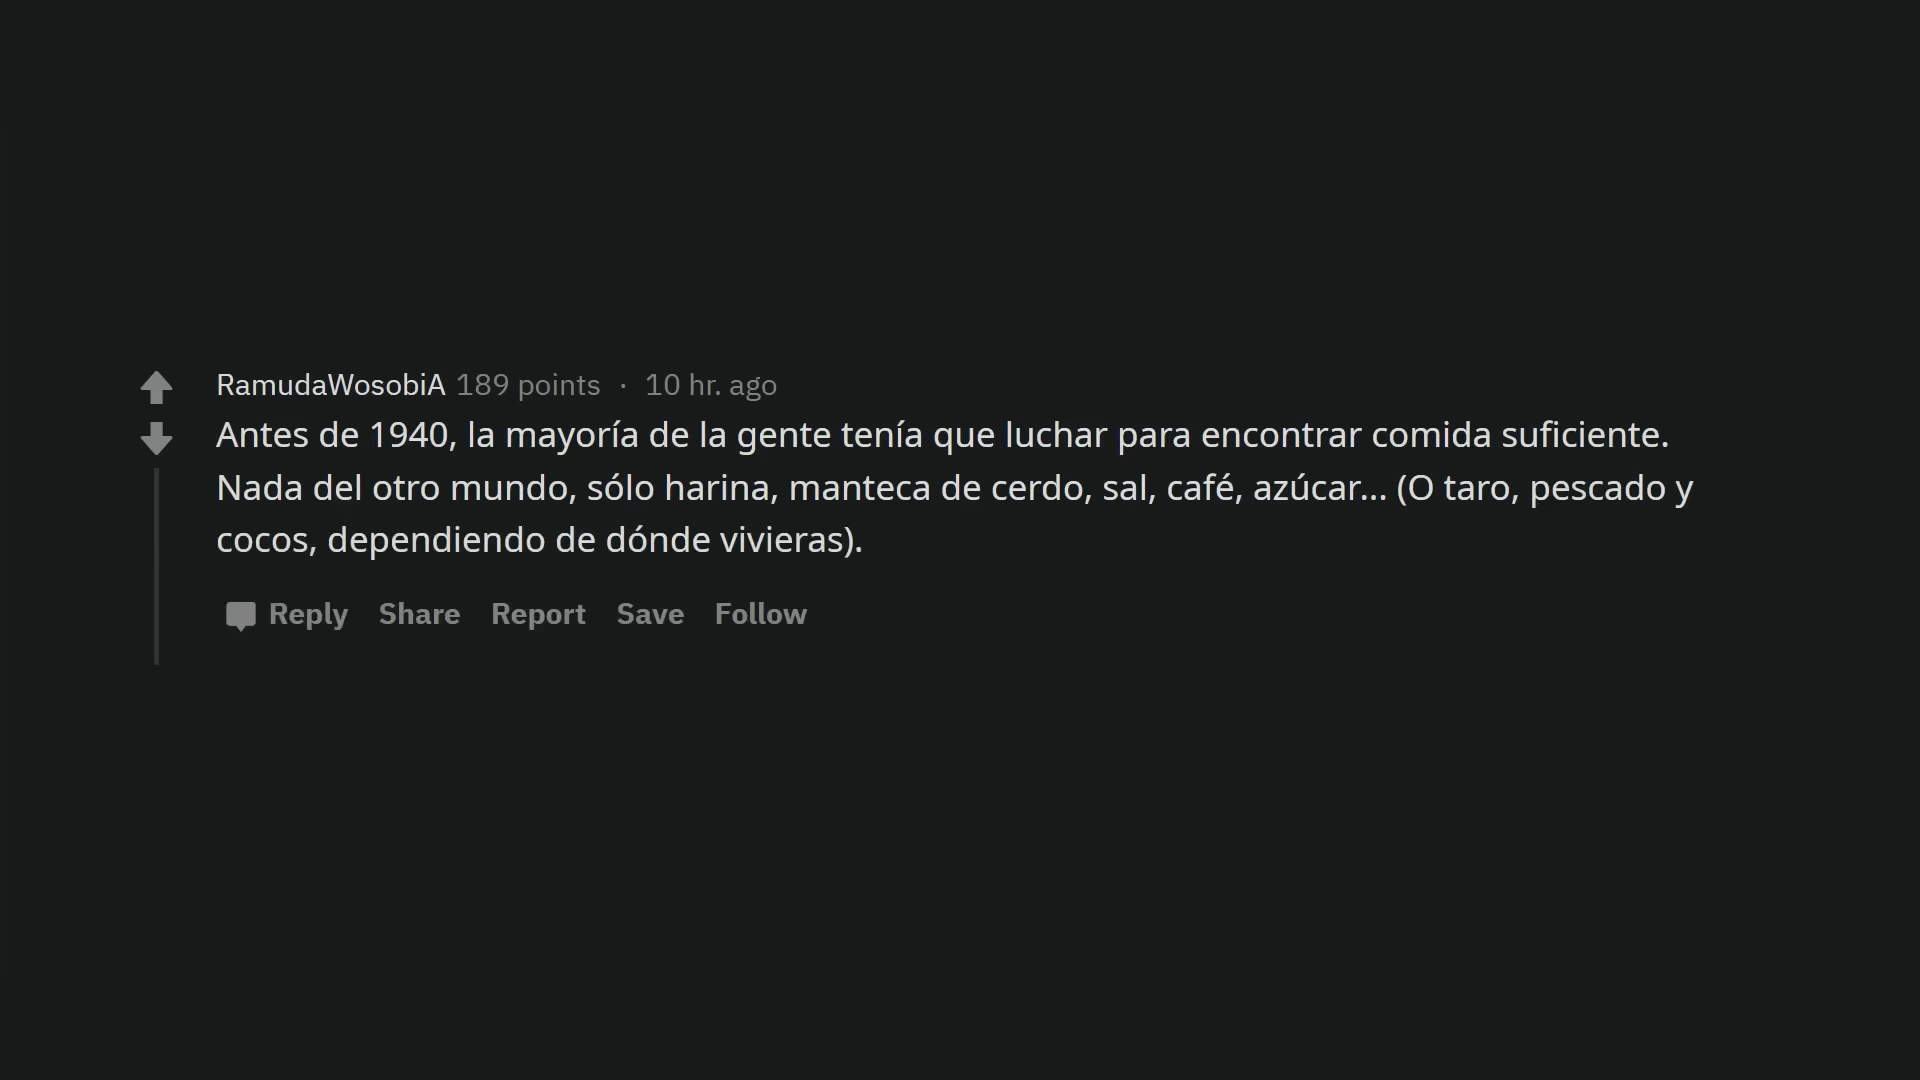 RamudaWosobiA 189 points · 10 hr. ago
Antes de 1940, la mayoría de la gente tenía que luchar para encontrar comida suficiente.
Nada del otro mundo, sólo harina, manteca de cerdo, sal, café, azúcar... (O taro, pescado y
cocos, dependiendo de dónde vivieras).
Reply Share Report Save Follow